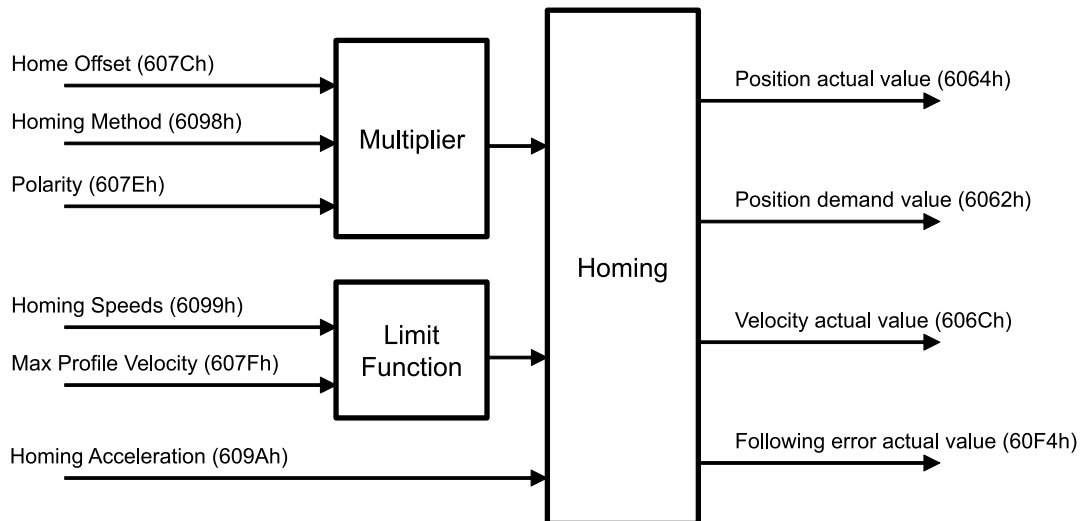 Home Offset (607Ch)
Homing Method (6098h)
Polarity (607Eh)
Multiplier
Homing Speeds (6099h)
Max Profile Velocity (607Fh)
Limit
Function
Homing Acceleration (609Ah)
Homing
Position actual value (6064h)
Position demand value (6062h)
Velocity actual value (606Ch)
Following error actual value (60F4h)